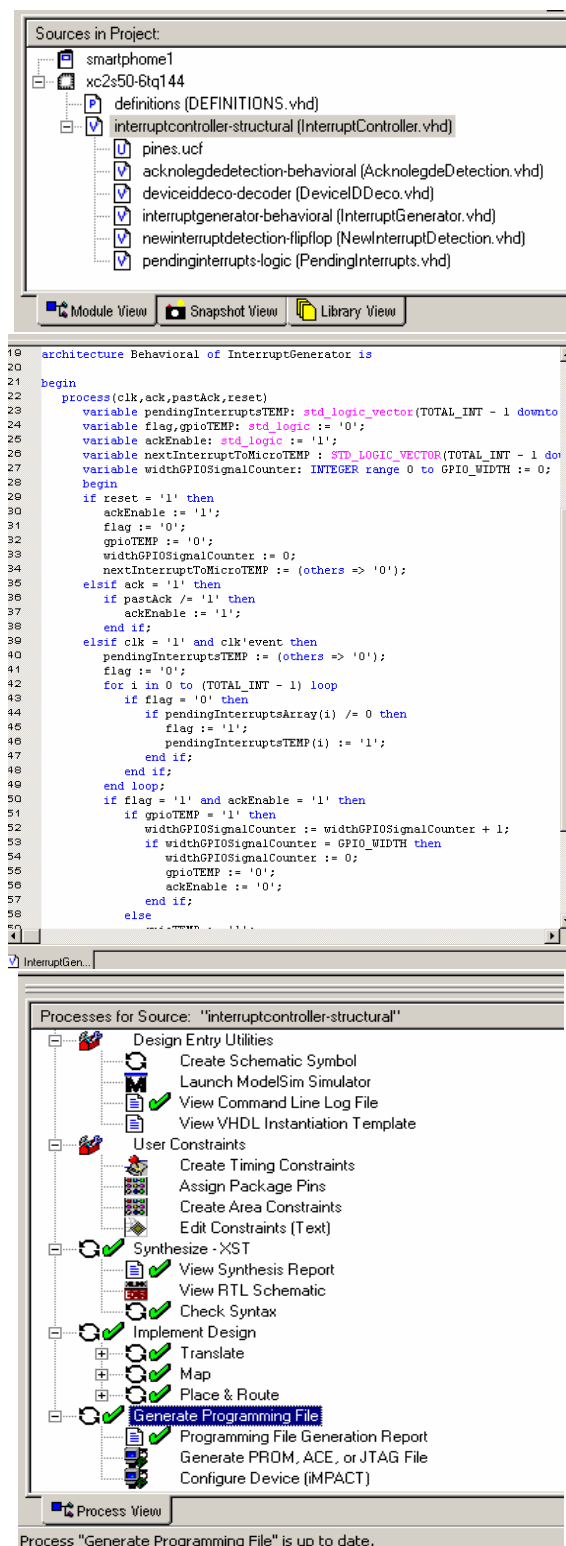 Sources in Project:
smartphome1
xc2s50-6tq144
definitions (DEFINITIONS.vhd)
interruptcontroller-structural (InterruptController.vhd)
pines.ucf
acknolegdedetection-behavioral (AcknolegdeDetection.vhd)
deviceiddeco-decoder (DeviceIDDeco.vhd)
interruptgenerator-behavioral (InterruptGenerator.vhd)
newinterruptdetection-flipflop (NewInterruptDetection.vhd)
pendinginterrupts-logic (PendingInterrupts.vhd)
Module View Snapshot View Library View
19 architecture Behavioral of InterruptGenerator is
20
21 begin
22 process(clk,ack,pastAck,reset)
23 variable pendingInterruptsTEMP: std_logic_vector(TOTAL_INT - 1 downto
24 variable flag,gpioTEMP: std_logic := '0';
25 variable ackEnable: std_logic := '1';
26 variable nextInterruptToMicroTEMP : STD_LOGIC_VECTOR(TOTAL_INT - 1 dow
27 variable widthGPIOSignalCounter: INTEGER range 0 to GPIO_WIDTH := 0;
28 begin
29 if reset = '1' then
30 ackEnable := '1';
31 flag := '0';
32 gpioTEMP := '0';
33 widthGPIOSignalCounter := 0;
34 nextInterruptToMicroTEMP := (others => '0');
35 elsif ack = '1' then
36 if pastAck /= '1' then
37 ackEnable := '1';
38 end if;
39 elsif clk = '1' and clk'event then
40 pendingInterruptsTEMP := (others => '0');
41 flag := '0';
42 for i in 0 to (TOTAL_INT - 1) loop
43 if flag = '0' then
44 if pendingInterruptsArray(i) /= 0 then
45 flag := '1';
46 pendingInterruptsTEMP(i) := '1';
47 end if;
48 end if;
49 end loop;
50 if flag = '1' and ackEnable = '1' then
51 if gpioTEMP = '1' then
52 widthGPIOSignalCounter := widthGPIOSignalCounter + 1;
53 if widthGPIOSignalCounter = GPIO_WIDTH then
54 widthGPIOSignalCounter := 0;
55 gpioTEMP := '0';
56 ackEnable := '0';
57 end if;
58 else
InterruptGen...
Processes for Source: "interruptcontroller-structural"
Design Entry Utilities
Create Schematic Symbol
Launch ModelSim Simulator
View Command Line Log File
View VHDL Instantiation Template
User Constraints
Create Timing Constraints
Assign Package Pins
Create Area Constraints
Edit Constraints (Text)
Synthesize - XST
View Synthesis Report
View RTL Schematic
Check Syntax
Implement Design
Translate
Map
Place & Route
Generate Programming File
Programming File Generation Report
Generate PROM, ACE, or JTAG File
Configure Device (iMPACT)
Process View
Process "Generate Programming File" is up to date.